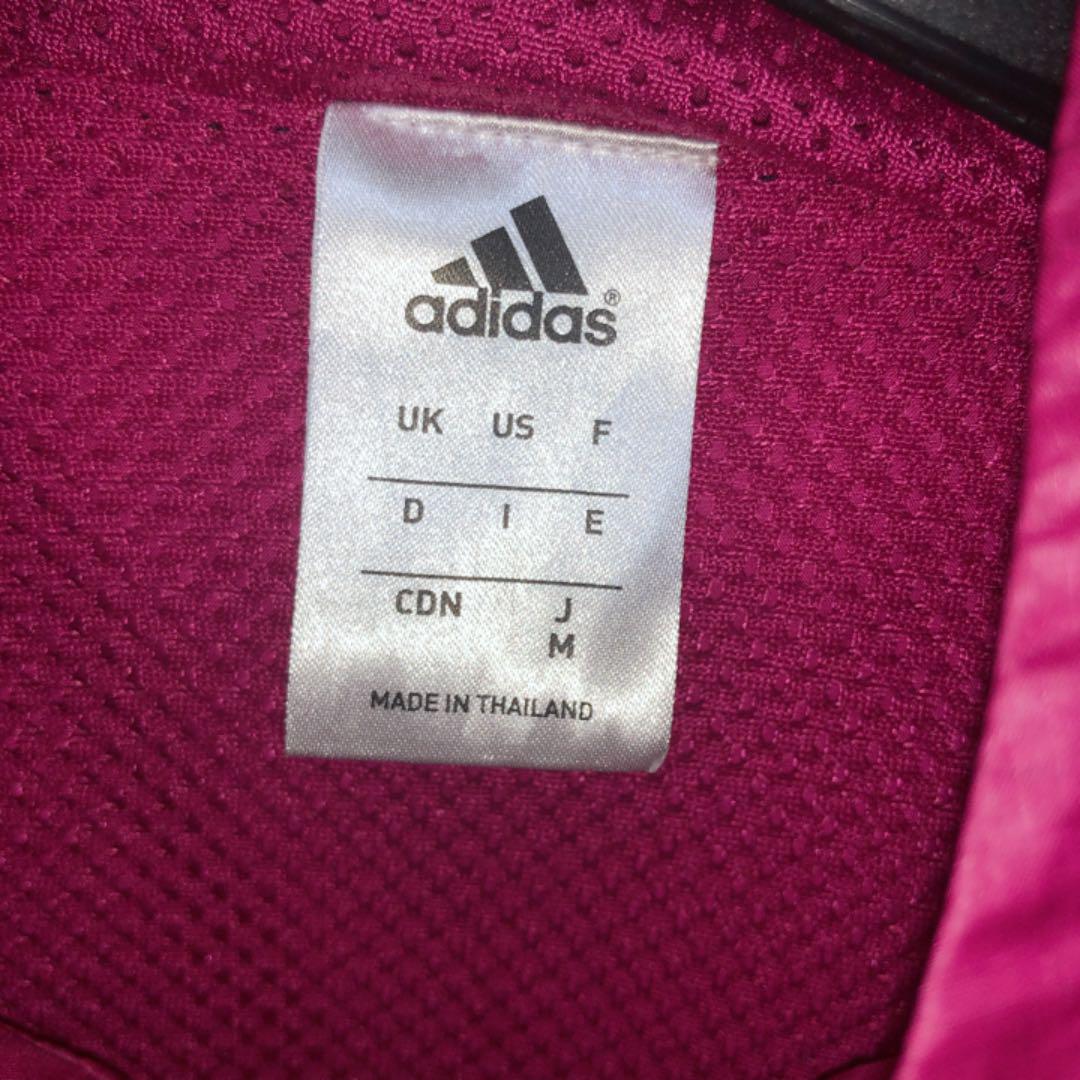 adidas®
UK US F
D I E
CDN J
M
MADE IN THAILAND